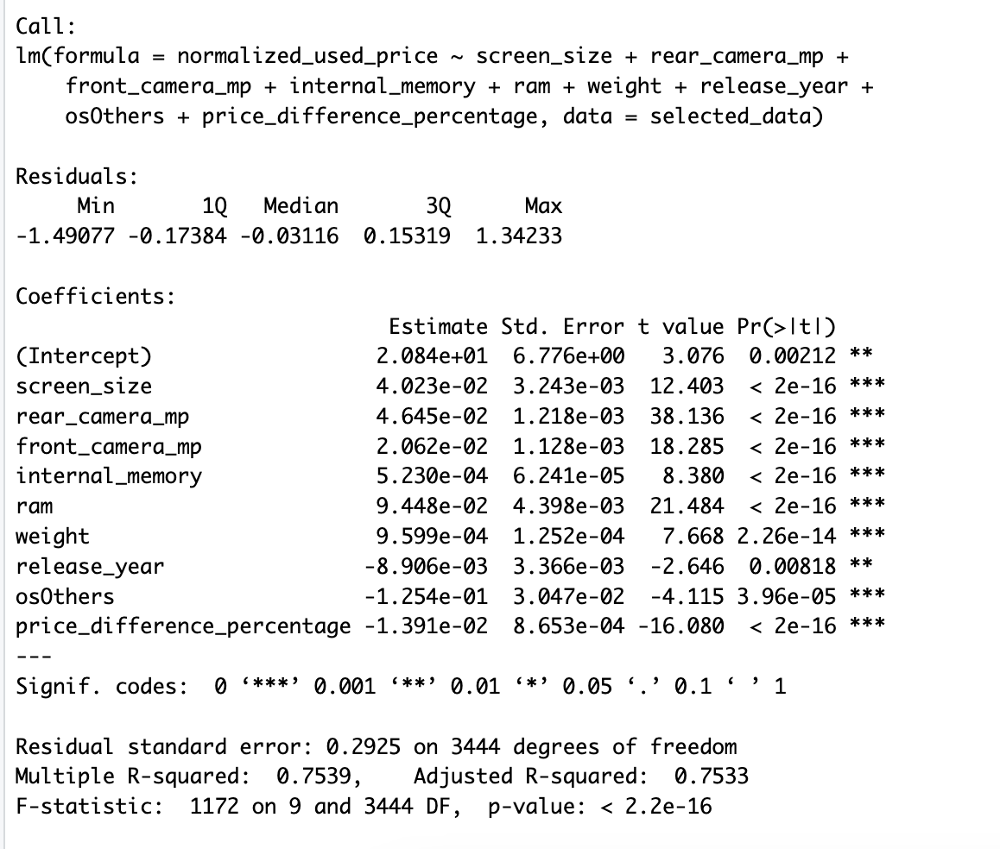 Call:
lm(formula = normalized_used_price ~ screen_size + rear_camera_mp +
    front_camera_mp + internal_memory + ram + weight + release_year +
    osOthers + price_difference_percentage, data = selected_data)

Residuals:
     Min       1Q   Median       3Q      Max
-1.49077 -0.17384 -0.03116  0.15319  1.34233

Coefficients:
                              Estimate Std. Error t value Pr(>|t|)
(Intercept)                  2.084e+01  6.776e+00   3.076  0.00212 **
screen_size                  4.023e-02  3.243e-03  12.403  < 2e-16 ***
rear_camera_mp               4.645e-02  1.218e-03  38.136  < 2e-16 ***
front_camera_mp              2.062e-02  1.128e-03  18.285  < 2e-16 ***
internal_memory              5.230e-04  6.241e-05   8.380  < 2e-16 ***
ram                          9.448e-02  4.398e-03  21.484  < 2e-16 ***
weight                       9.599e-04  1.252e-04   7.668 2.26e-14 ***
release_year                -8.906e-03  3.366e-03  -2.646  0.00818 **
osOthers                    -1.254e-01  3.047e-02  -4.115 3.96e-05 ***
price_difference_percentage -1.391e-02  8.653e-04 -16.080  < 2e-16 ***
---
Signif. codes:  0 ‘***’ 0.001 ‘**’ 0.01 ‘*’ 0.05 ‘.’ 0.1 ‘ ’ 1

Residual standard error: 0.2925 on 3444 degrees of freedom
Multiple R-squared:  0.7539,    Adjusted R-squared:  0.7533
F-statistic:  1172 on 9 and 3444 DF,  p-value: < 2.2e-16